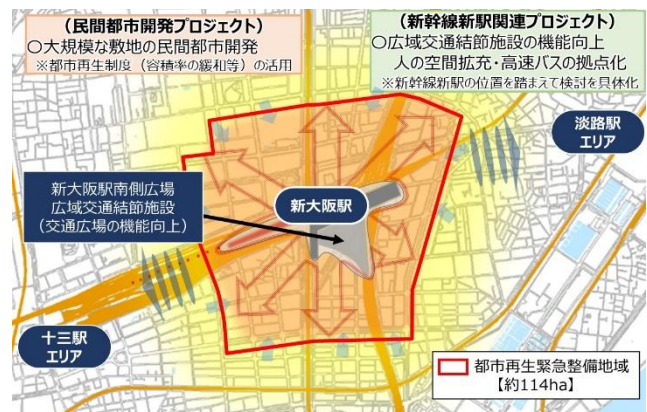 (民間都市開発プロジェクト)
○大規模な敷地の民間都市開発
※都市再生制度（容積率の緩和等）の活用
(新幹線新駅関連プロジェクト)
○広域交通結節施設の機能向上
人の空間拡充・高速バスの拠点化
※新幹線新駅の位置を踏まえて検討を具体化
淡路駅
エリア
新大阪駅南側広場
広域交通結節施設
（交通広場の機能向上）
新大阪駅
十三駅
エリア
都市再生緊急整備地域
【約114ha】